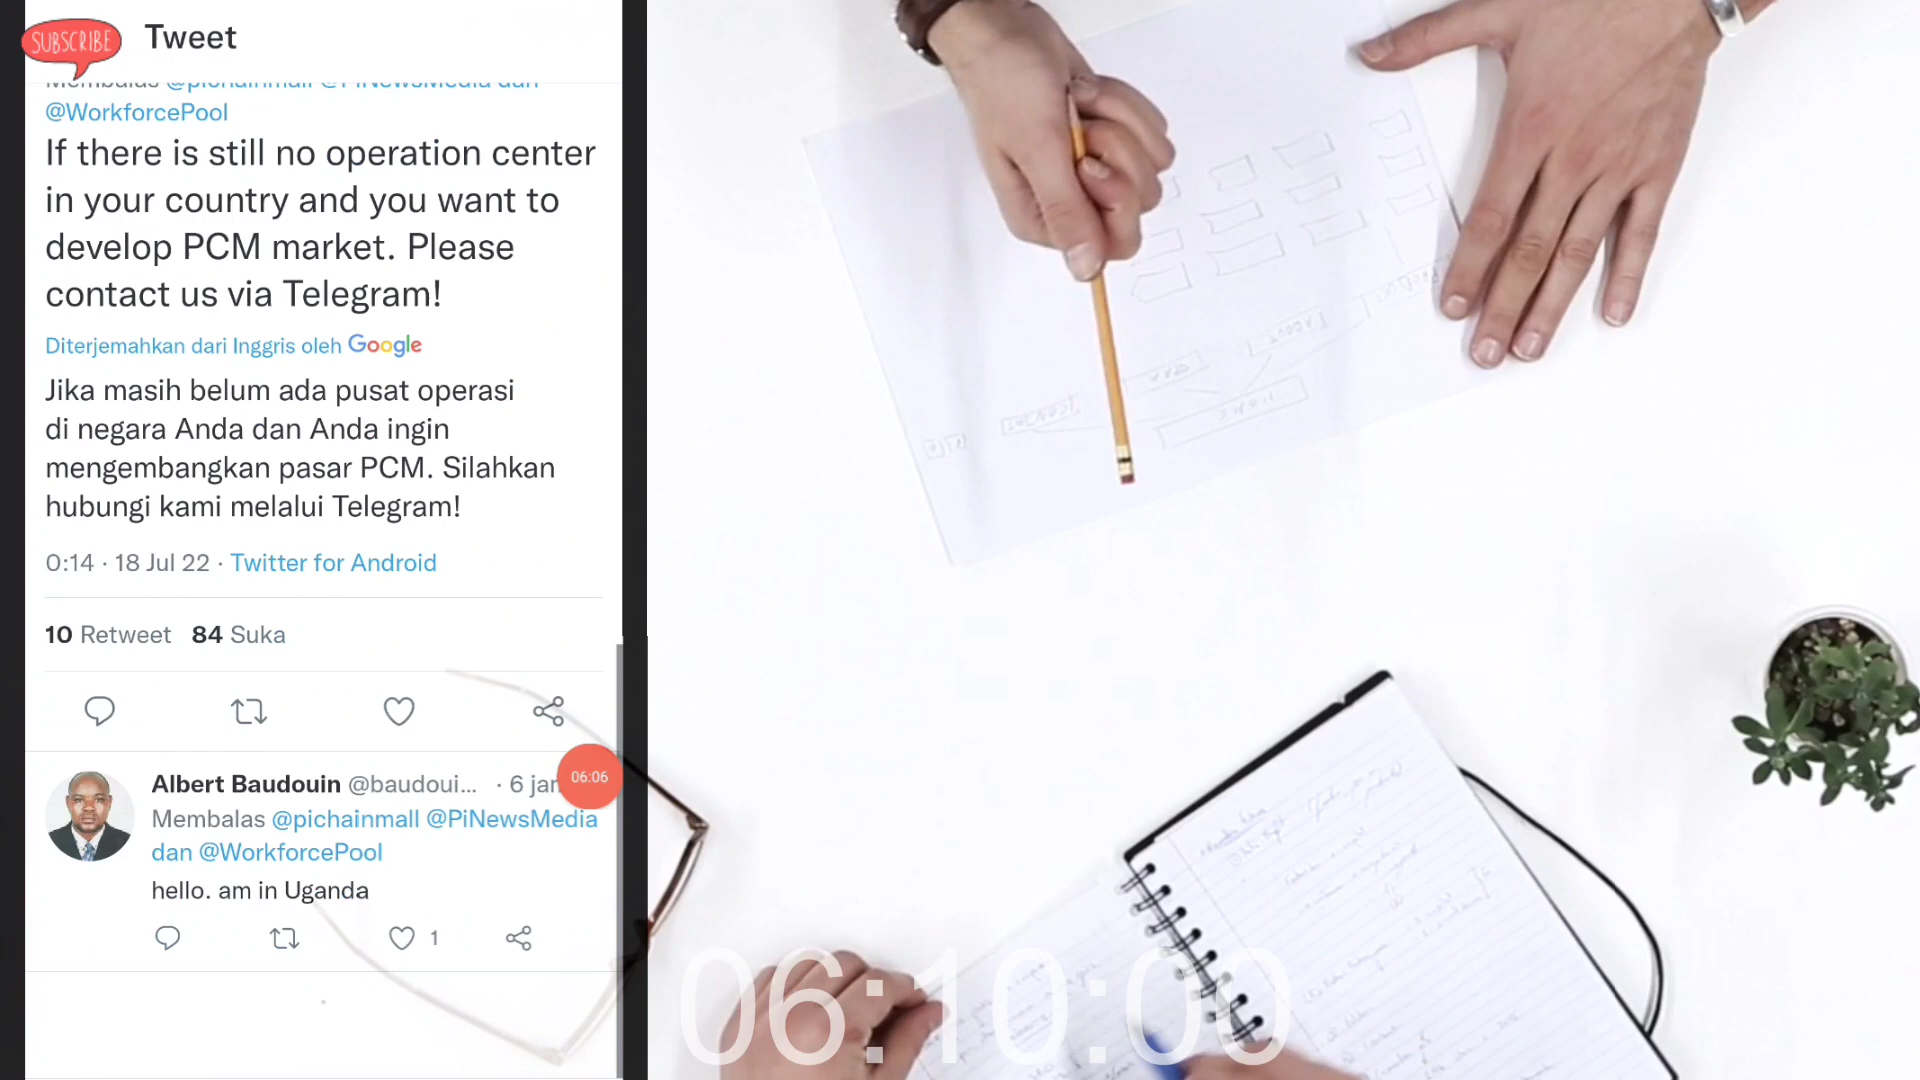 SUBSCRIBE
Tweet
Membalas @pichainmall @PiNewsMedia dan
@WorkforcePool
If there is still no operation center
in your country and you want to
develop PCM market. Please
contact us via Telegram!
Diterjemahkan dari Inggris oleh Google
Jika masih belum ada pusat operasi
di negara Anda dan Anda ingin
mengembangkan pasar PCM. Silahkan
hubungi kami melalui Telegram!
0:14 · 18 Jul 22 · Twitter for Android
10 Retweet 84 Suka
Albert Baudouin @baudoui... · 6 jan
06:06
Membalas @pichainmall @PiNewsMedia
dan @WorkforcePool
hello. am in Uganda
1
06:10:00